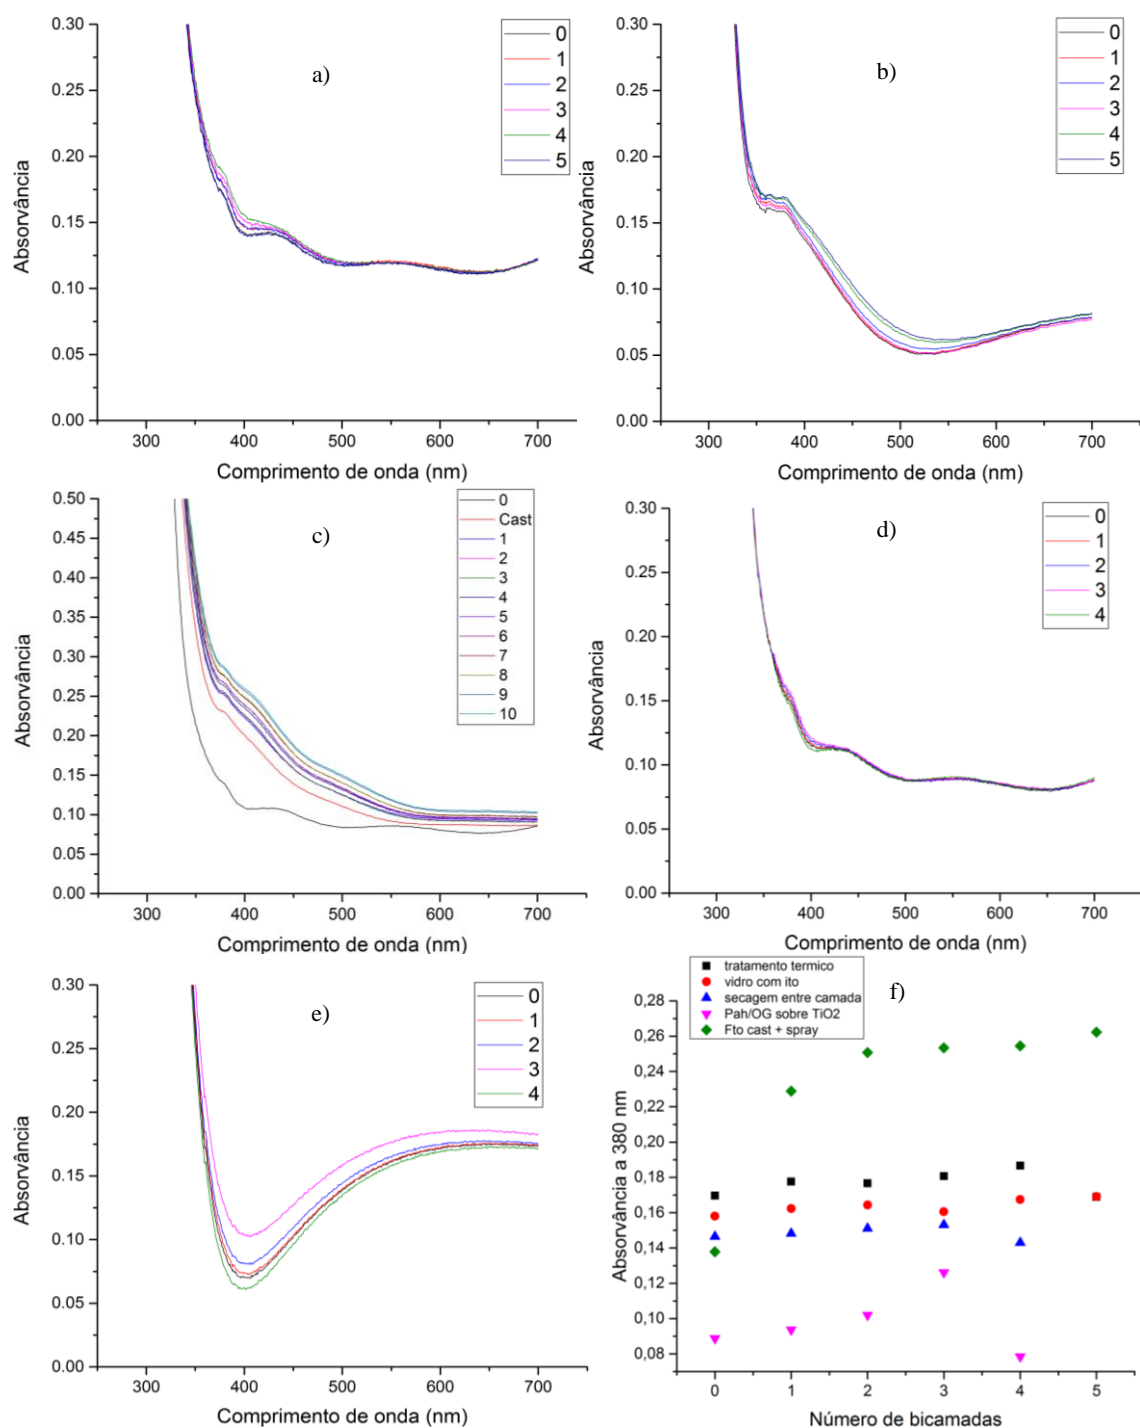 a)
0.30
0.25
0.20
0.15
0.10
0.05
0.00
300 400 500 600 700
Absorvância
Comprimento de onda (nm)
0
1
2
3
4
5
b)
0.30
0.25
0.20
0.15
0.10
0.05
0.00
300 400 500 600 700
Absorvância
Comprimento de onda (nm)
0
1
2
3
4
5
c)
0.50
0.45
0.40
0.35
0.30
0.25
0.20
0.15
0.10
0.05
0.00
300 400 500 600 700
Absorvância
Comprimento de onda (nm)
0
Cast
1
2
3
4
5
6
7
8
9
10
d)
0.30
0.25
0.20
0.15
0.10
0.05
0.00
300 400 500 600 700
Absorvância
Comprimento de onda (nm)
0
1
2
3
4
e)
0.30
0.25
0.20
0.15
0.10
0.05
0.00
300 400 500 600 700
Absorvância
Comprimento de onda (nm)
0
1
2
3
4
f)
tratamento termico
vidro com ito
secagem entre camada
Pah/OG sobre TiO2
Fto cast + spray
0,28
0,26
0,24
0,22
0,20
0,18
0,16
0,14
0,12
0,10
0,08
0 1 2 3 4 5
Absorvância a 380 nm
Número de bicamadas